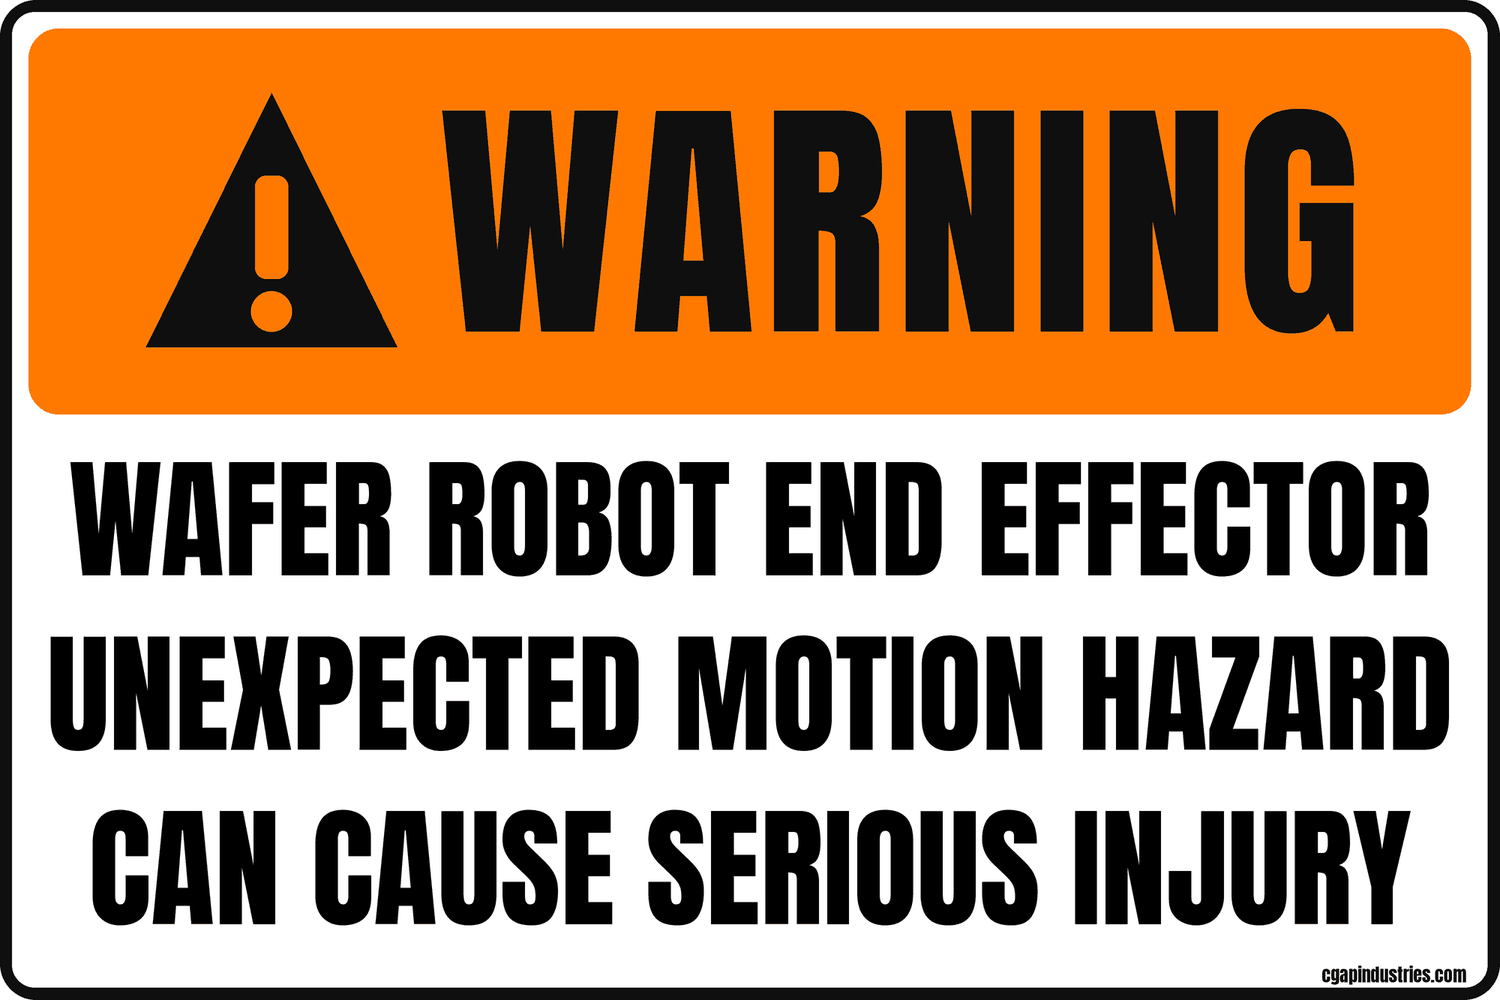 WARNING
WAFER ROBOT END EFFECTOR
UNEXPECTED MOTION HAZARD
CAN CAUSE SERIOUS INJURY
cgapindustries.com